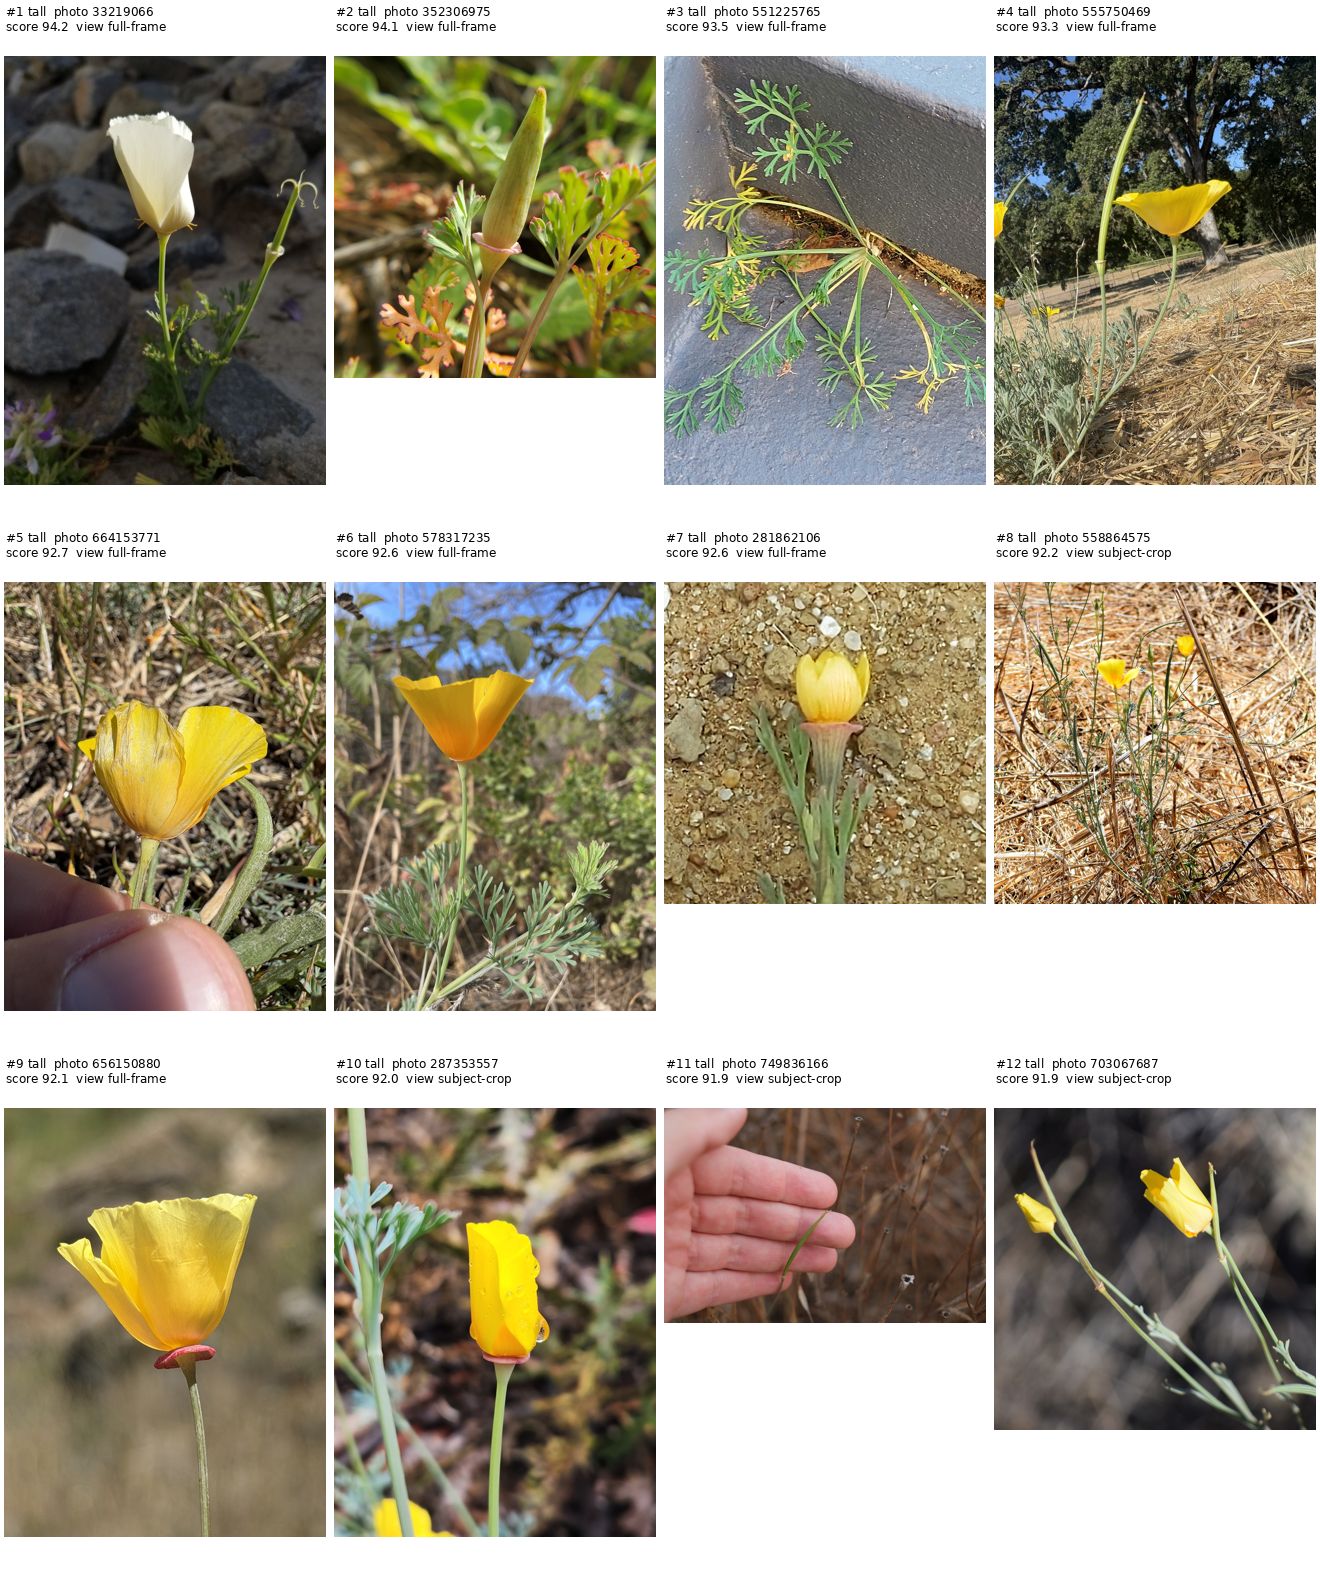 #1 tall  photo 33219066
score 94.2  view full-frame
#2 tall  photo 352306975
score 94.1  view full-frame
#3 tall  photo 551225765
score 93.5  view full-frame
#4 tall  photo 555750469
score 93.3  view full-frame
#5 tall  photo 664153771
score 92.7  view full-frame
#6 tall  photo 578317235
score 92.6  view full-frame
#7 tall  photo 281862106
score 92.6  view full-frame
#8 tall  photo 558864575
score 92.2  view subject-crop
#9 tall  photo 656150880
score 92.1  view full-frame
#10 tall  photo 287353557
score 92.0  view subject-crop
#11 tall  photo 749836166
score 91.9  view subject-crop
#12 tall  photo 703067687
score 91.9  view subject-crop